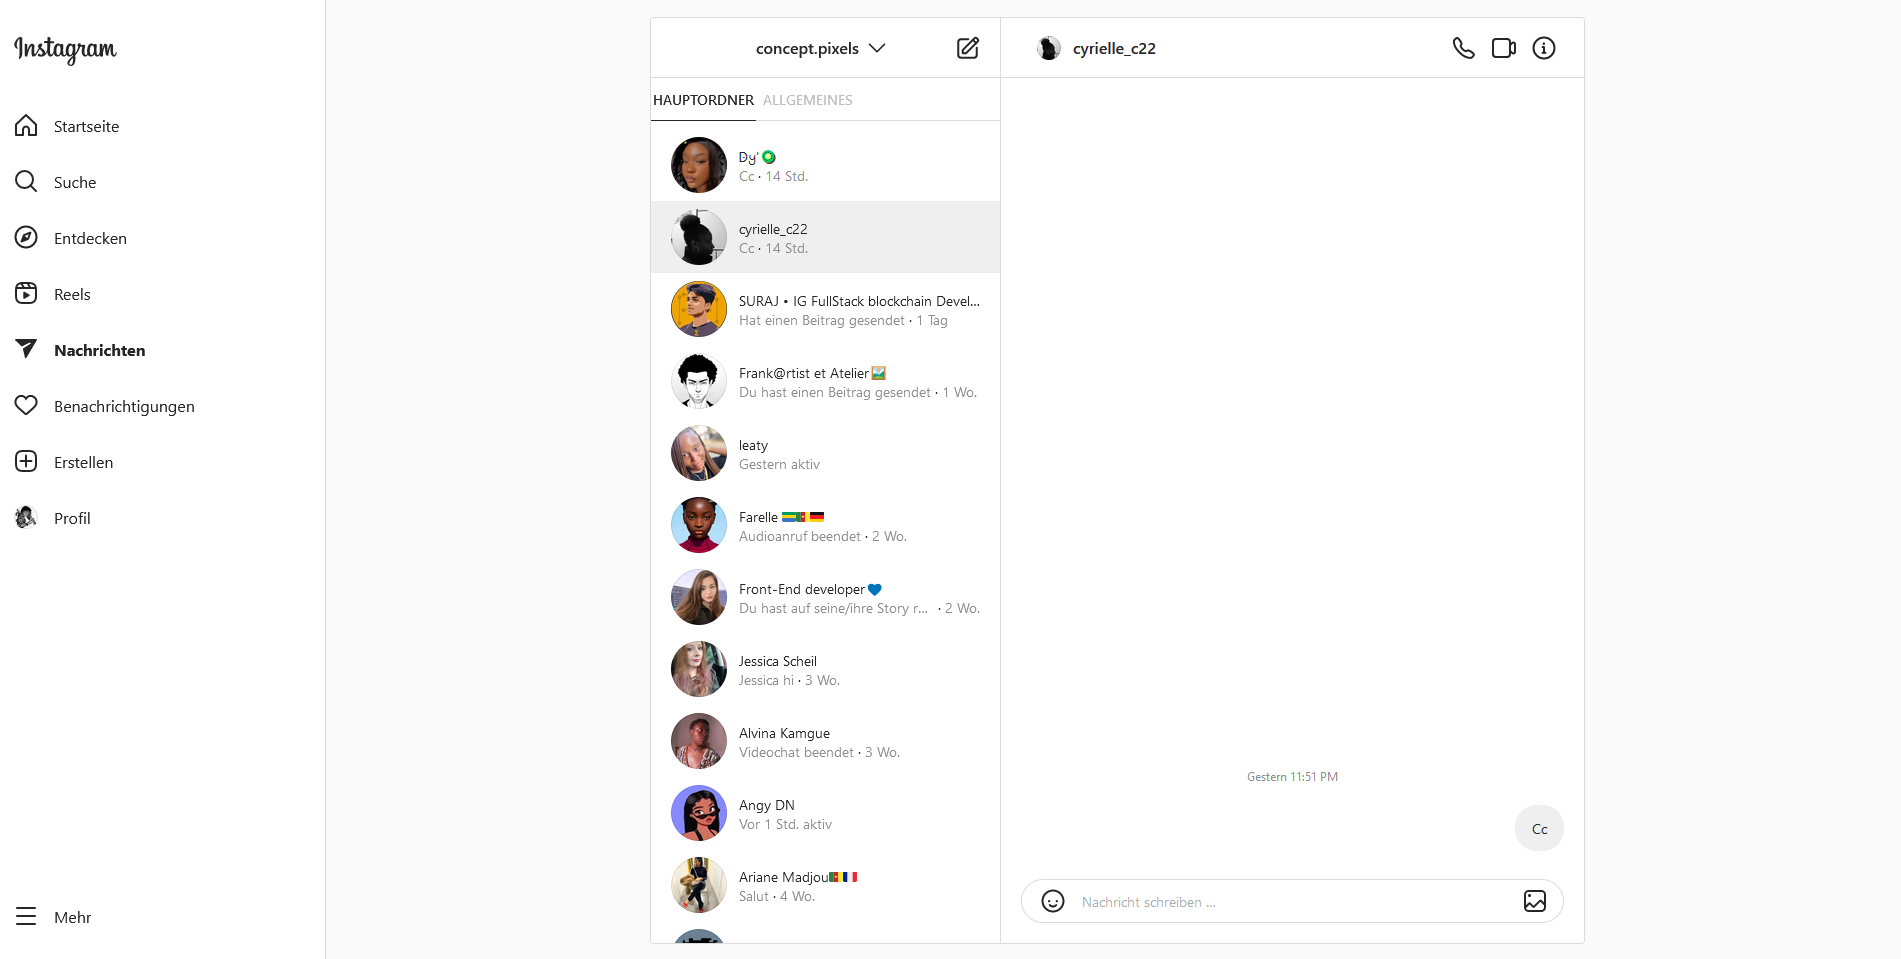 Instagram
Startseite
Suche
Entdecken
Reels
Nachrichten
Benachrichtigungen
Erstellen
Profil
Mehr
concept.pixels
HAUPTORDNER ALLGEMEINES
Dy'
Cc · 14 Std.
cyrielle_c22
Cc · 14 Std.
SURAJ • IG FullStack blockchain Devel...
Hat einen Beitrag gesendet · 1 Tag
Frank@rtist et Atelier🖼️
Du hast einen Beitrag gesendet · 1 Wo.
leaty
Gestern aktiv
Farelle 🇬🇦🇨🇲🇩🇪
Audioanruf beendet · 2 Wo.
Front-End developer💙
Du hast auf seine/ihre Story r... · 2 Wo.
Jessica Scheil
Jessica hi · 3 Wo.
Alvina Kamgue
Videochat beendet · 3 Wo.
Angy DN
Vor 1 Std. aktiv
Ariane Madjou🇨🇲🇫🇷
Salut · 4 Wo.
cyrielle_c22
Gestern 11:51 PM
Cc
Nachricht schreiben ...